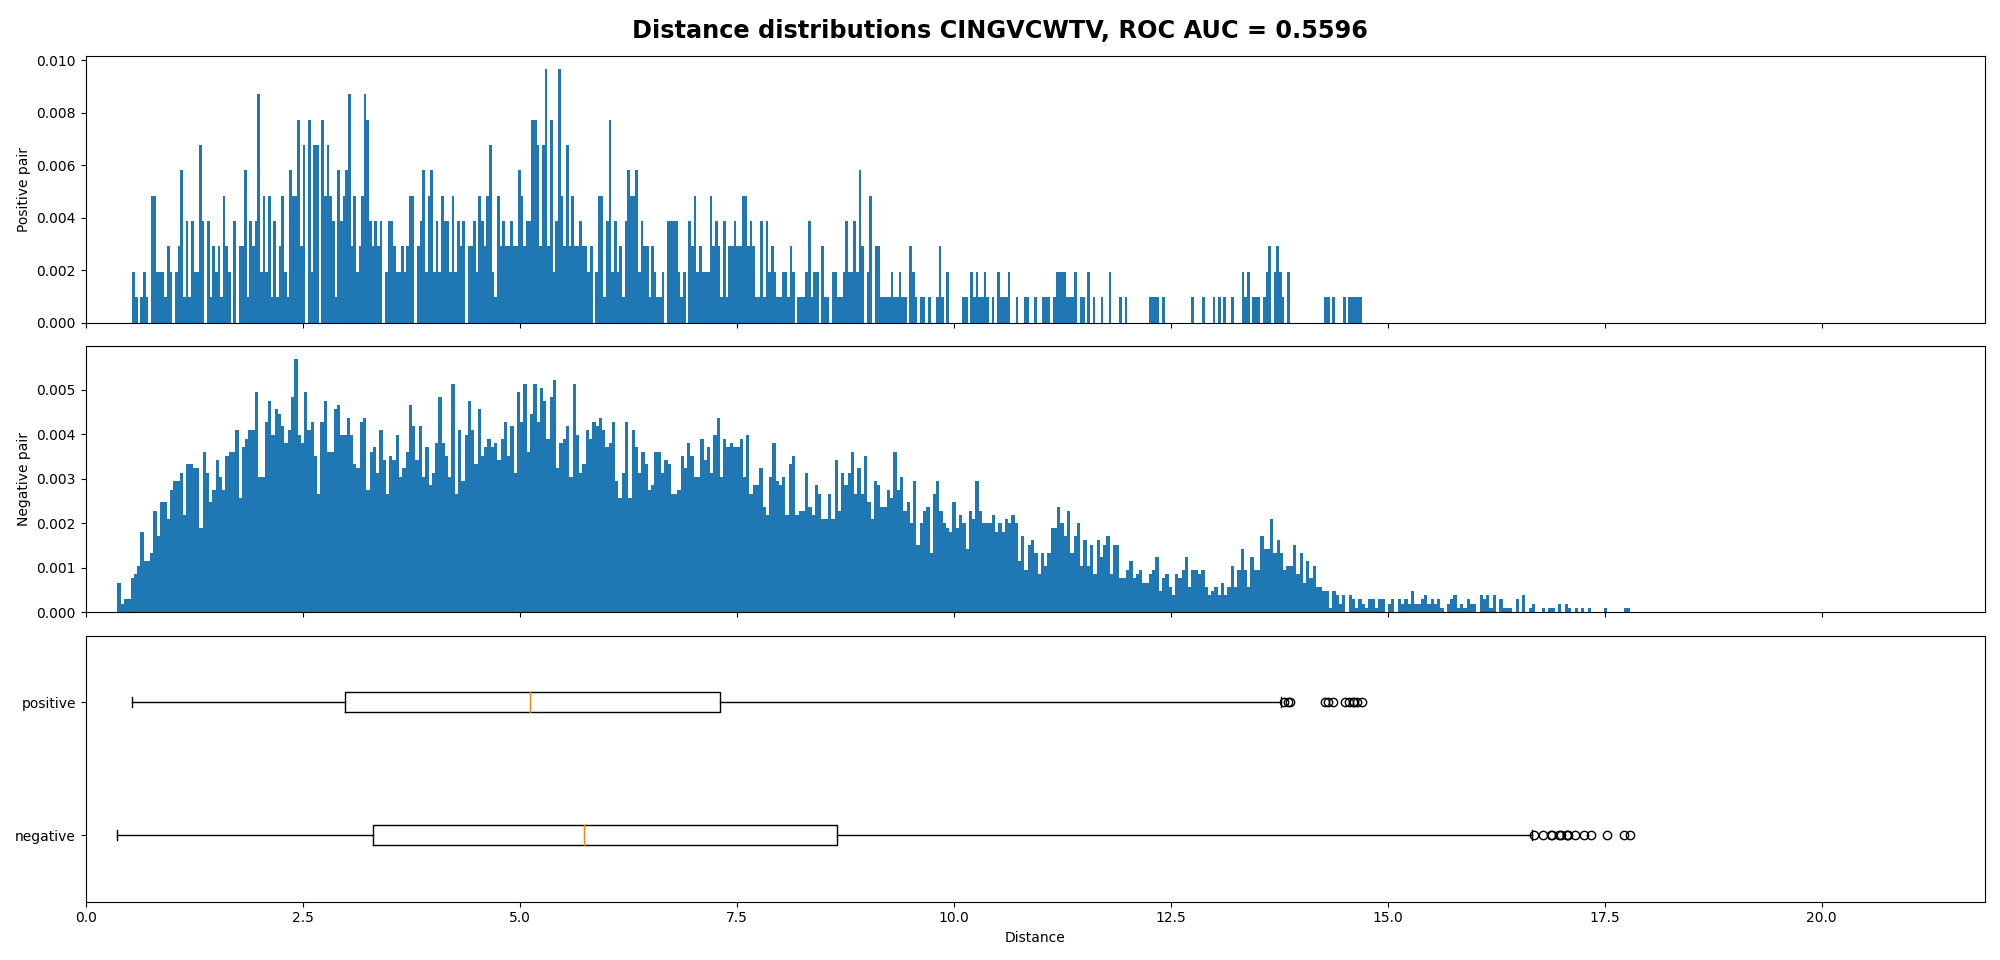 Distance distributions CINGVCWTV, ROC AUC = 0.5596
0.010
0.008
0.006
0.004
0.002
0.000
Positive pair
0.005
0.004
0.003
0.002
0.001
0.000
Negative pair
positive
negative
0.0 2.5 5.0 7.5 10.0 12.5 15.0 17.5 20.0
Distance